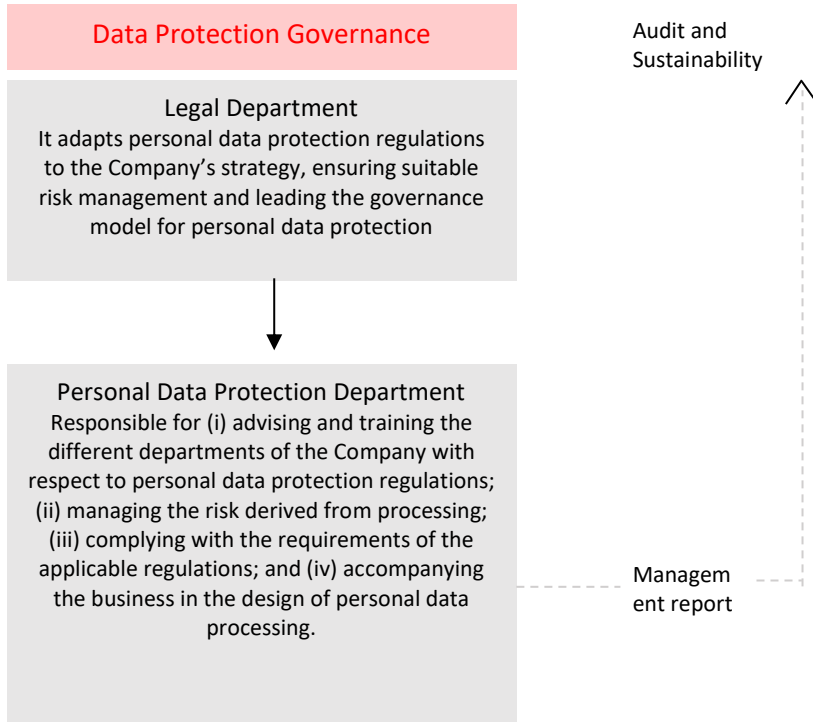 Data Protection Governance
Audit and
Sustainability
Legal Department
It adapts personal data protection regulations
to the Company’s strategy, ensuring suitable
risk management and leading the governance
model for personal data protection
Personal Data Protection Department
Responsible for (i) advising and training the
different departments of the Company with
respect to personal data protection regulations;
(ii) managing the risk derived from processing;
(iii) complying with the requirements of the
applicable regulations; and (iv) accompanying
the business in the design of personal data
processing.
Managem
ent report